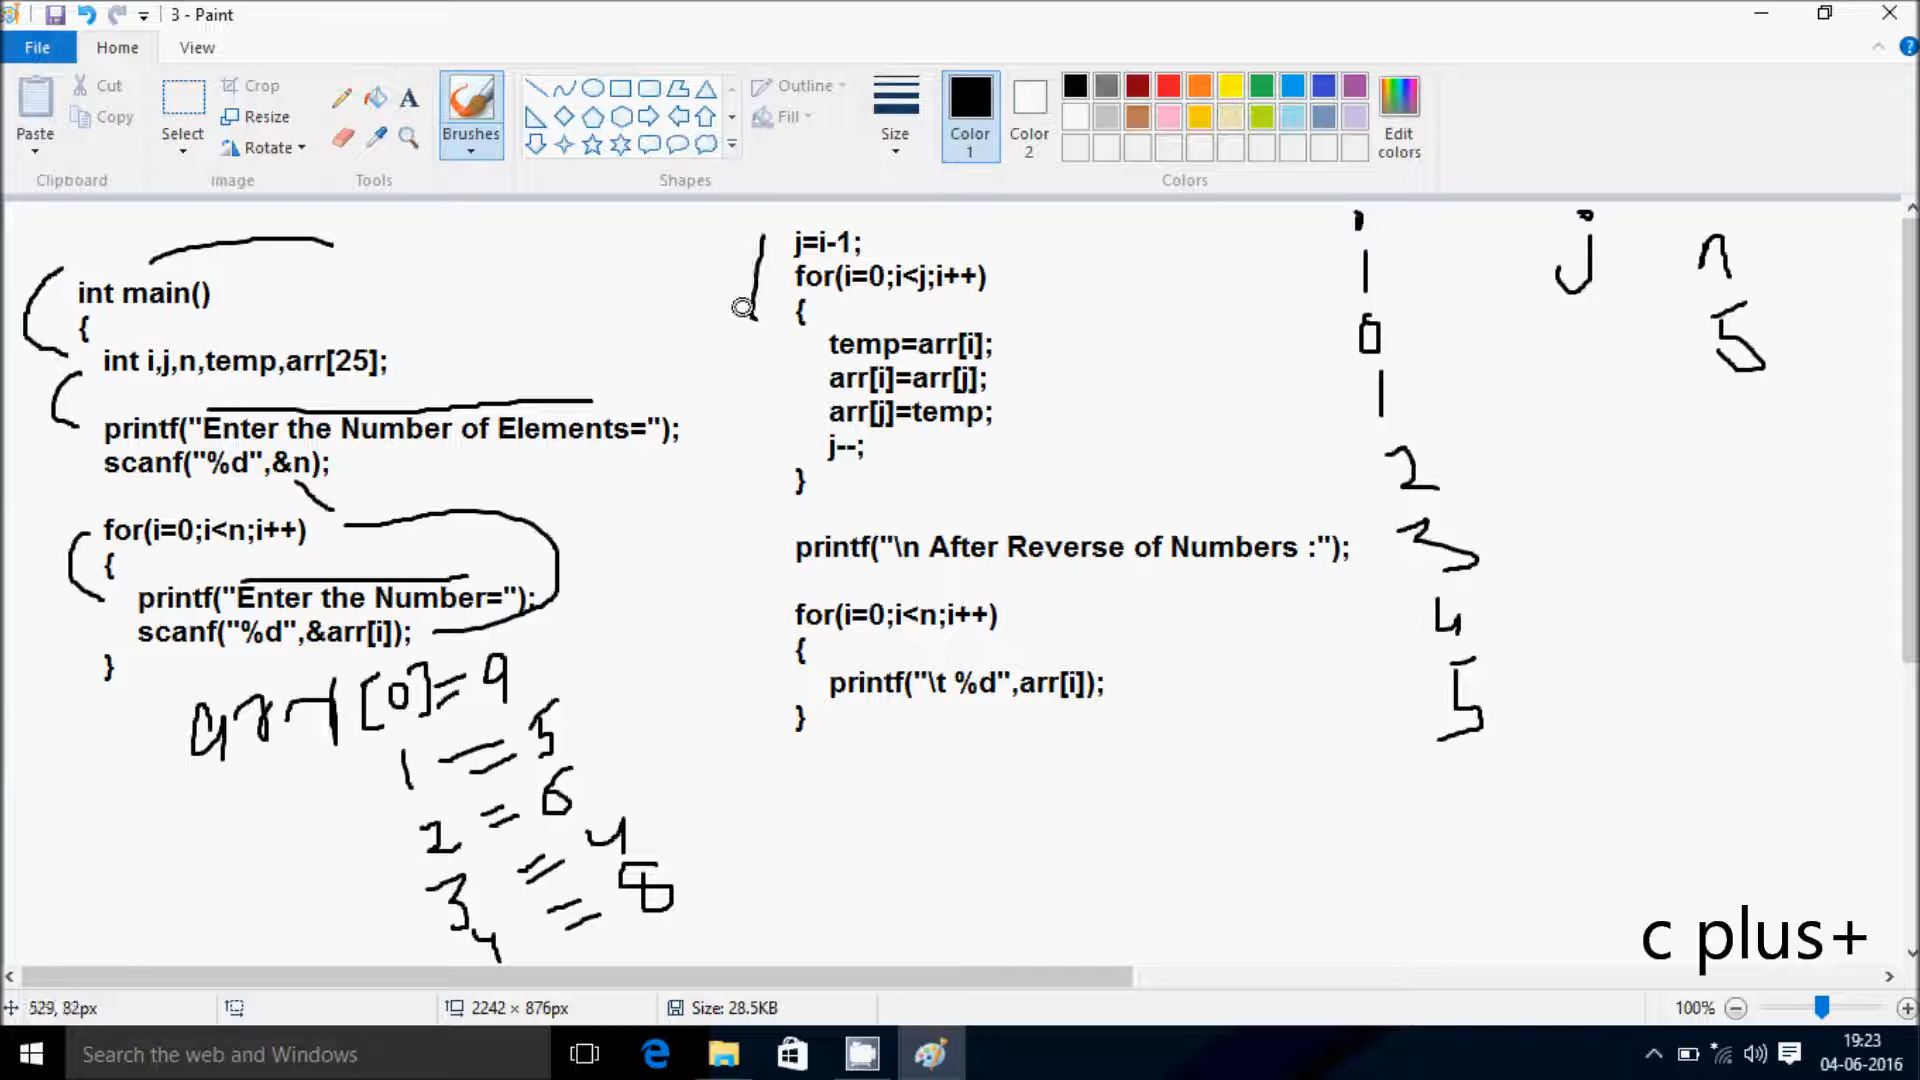 3 - Paint
File Home View
Paste
Cut
Copy
Clipboard
Select
Crop
Resize
Rotate
Image
Tools
Brushes
Outline
Fill
Shapes
Size
Color 1
Color 2
Edit colors
Colors
int main()
{
int i,j,n,temp,arr[25];
printf("Enter the Number of Elements=");
scanf("%d",&n);
for(i=0;i<n;i++)
{
printf("Enter the Number=");
scanf("%d",&arr[i]);
}
arr[0]=9
1 = 5
2 = 6
3 = 4
4 = 8
j=i-1;
for(i=0;i<j;i++)
{
temp=arr[i];
arr[i]=arr[j];
arr[j]=temp;
j--;
}
printf("\n After Reverse of Numbers :");
for(i=0;i<n;i++)
{
printf("\t %d",arr[i]);
}
i j n
0 5
1
2
3
4
5
c plus+
529, 82px
2242 × 876px
Size: 28.5KB
100%
Search the web and Windows
19:23
04-06-2016